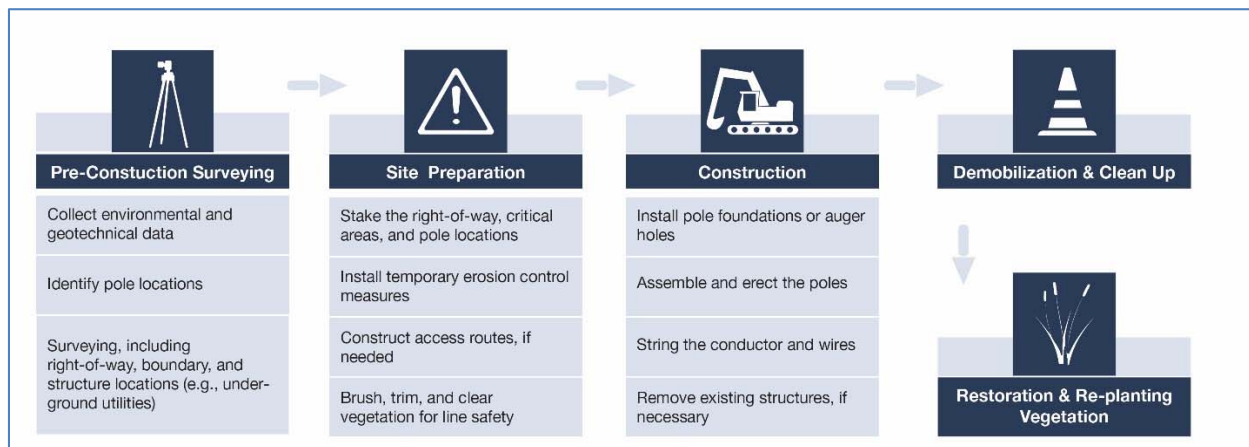 Pre-Constuction Surveying
Collect environmental and
geotechnical data
Identify pole locations
Surveying, including
right-of-way, boundary, and
structure locations (e.g., under-
ground utilities)
Site Preparation
Stake the right-of-way, critical
areas, and pole locations
Install temporary erosion control
measures
Construct access routes, if
needed
Brush, trim, and clear
vegetation for line safety
Construction
Install pole foundations or auger
holes
Assemble and erect the poles
String the conductor and wires
Remove existing structures, if
necessary
Demobilization & Clean Up
Restoration & Re-planting
Vegetation